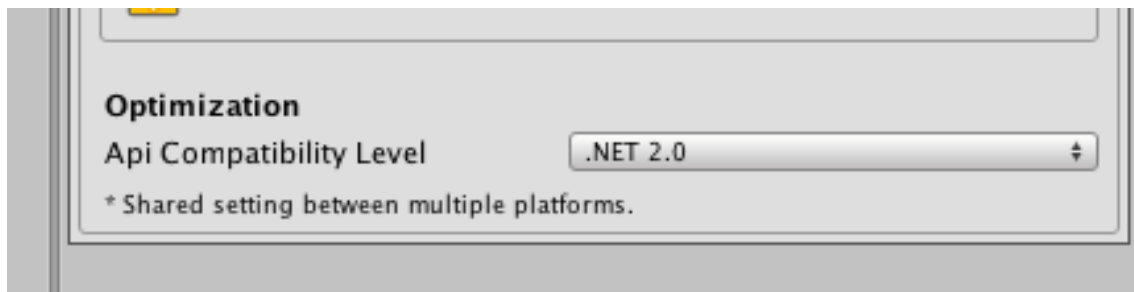 Optimization
Api Compatibility Level .NET 2.0
* Shared setting between multiple platforms.